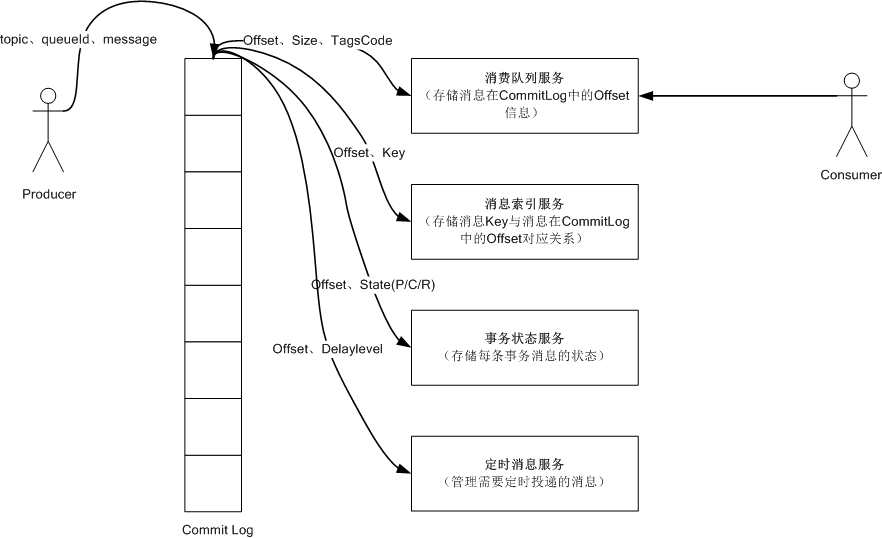 topic、queueId、message
Offset、Size、TagsCode
消费队列服务
（存储消息在CommitLog中的Offset
信息）
Producer
Consumer
Offset、Key
消息索引服务
（存储消息Key与消息在CommitLog
中的Offset对应关系）
Offset、State(P/C/R)
事务状态服务
（存储每条事务消息的状态）
Offset、Delaylevel
定时消息服务
（管理需要定时投递的消息）
Commit Log